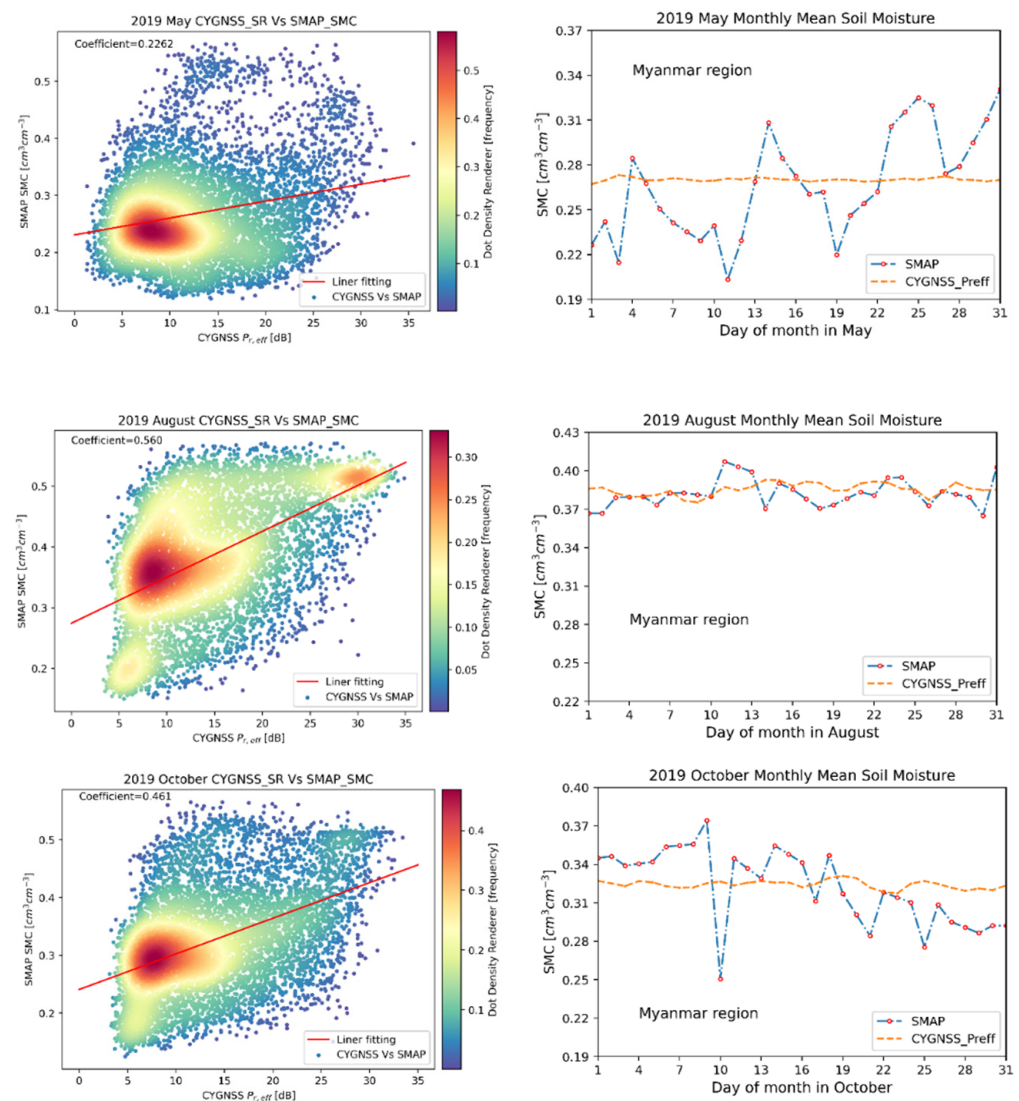 2019 May CYGNSS_SR Vs SMAP_SMC
Coefficient=0.2262
0.5
0.4
0.3
0.2
0.1
SMAP SMC [cm³cm⁻³]
0 5 10 15 20 25 30 35
CYGNSS P_{r, eff} [dB]
Liner fitting
CYGNSS Vs SMAP
0.5
0.4
0.3
0.2
0.1
Dot Density Renderer [frequency]
2019 May Monthly Mean Soil Moisture
Myanmar region
0.37
0.34
0.31
0.28
0.25
0.22
0.19
SMC [cm³cm⁻³]
1 4 7 10 13 16 19 22 25 28 31
Day of month in May
SMAP
CYGNSS_Preff
2019 August CYGNSS_SR Vs SMAP_SMC
Coefficient=0.560
0.5
0.4
0.3
0.2
SMAP SMC [cm³cm⁻³]
0 5 10 15 20 25 30 35
CYGNSS P_{r, eff} [dB]
Liner fitting
CYGNSS Vs SMAP
0.30
0.25
0.20
0.15
0.10
0.05
Dot Density Renderer [frequency]
2019 August Monthly Mean Soil Moisture
0.43
0.40
0.37
0.34
0.31
0.28
0.25
0.22
SMC [cm³cm⁻³]
Myanmar region
1 4 7 10 13 16 19 22 25 28 31
Day of month in August
SMAP
CYGNSS_Preff
2019 October CYGNSS_SR Vs SMAP_SMC
Coefficient=0.461
0.5
0.4
0.3
0.2
SMAP SMC [cm³cm⁻³]
0 5 10 15 20 25 30 35
CYGNSS P_{r, eff} [dB]
Liner fitting
CYGNSS Vs SMAP
0.4
0.3
0.2
0.1
Dot Density Renderer [frequency]
2019 October Monthly Mean Soil Moisture
0.40
0.37
0.34
0.31
0.28
0.25
0.22
0.19
SMC [cm³cm⁻³]
Myanmar region
1 4 7 10 13 16 19 22 25 28 31
Day of month in October
SMAP
CYGNSS_Preff